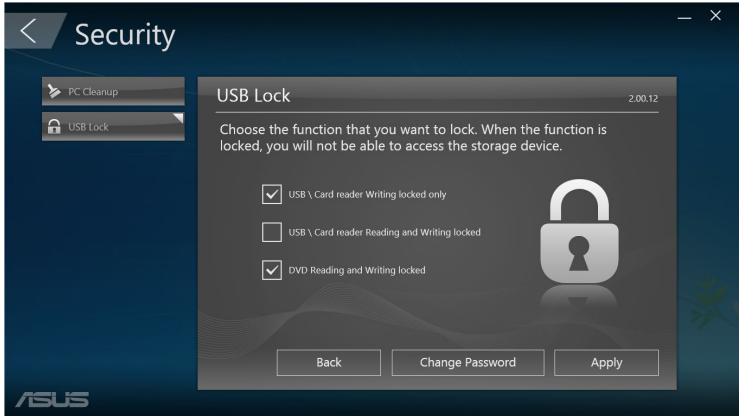 Security
PC Cleanup
USB Lock
USB Lock
2.00.12
Choose the function that you want to lock. When the function is
locked, you will not be able to access the storage device.
USB \ Card reader Writing locked only
USB \ Card reader Reading and Writing locked
DVD Reading and Writing locked
Back
Change Password
Apply
ASUS